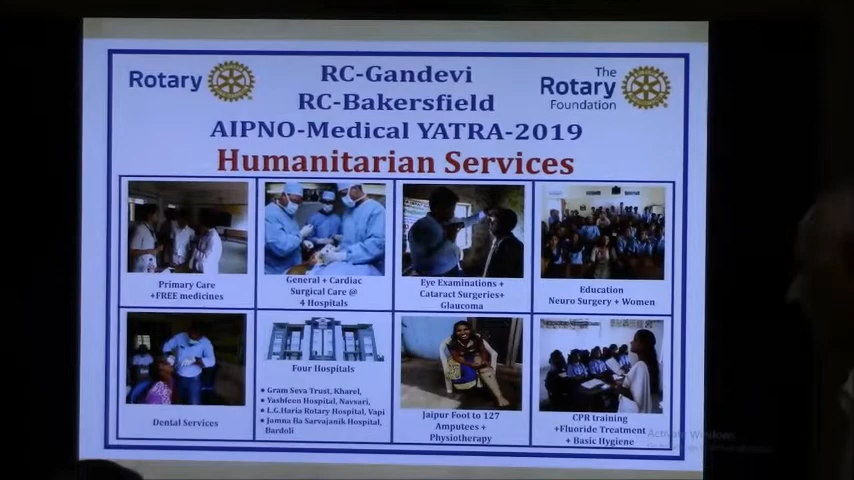 Rotary
The
Rotary
Foundation
RC-Gandevi
RC-Bakersfield
AIPNO-Medical YATRA-2019
Humanitarian Services
Primary Care
+FREE medicines
General + Cardiac
Surgical Care @
4 Hospitals
Eye Examinations+
Cataract Surgeries+
Glaucoma
Education
Neuro Surgery + Women
Dental Services
Four Hospitals
• Gram Seva Trust, Kharel,
• Yashfeen Hospital, Navsari,
• L.G.Haria Rotary Hospital, Vapi
• Jamna Ba Sarvajanik Hospital,
Bardoli
Jaipur Foot to 127
Amputees +
Physiotherapy
CPR training
+Fluoride Treatment
+ Basic Hygiene
Activate Windows